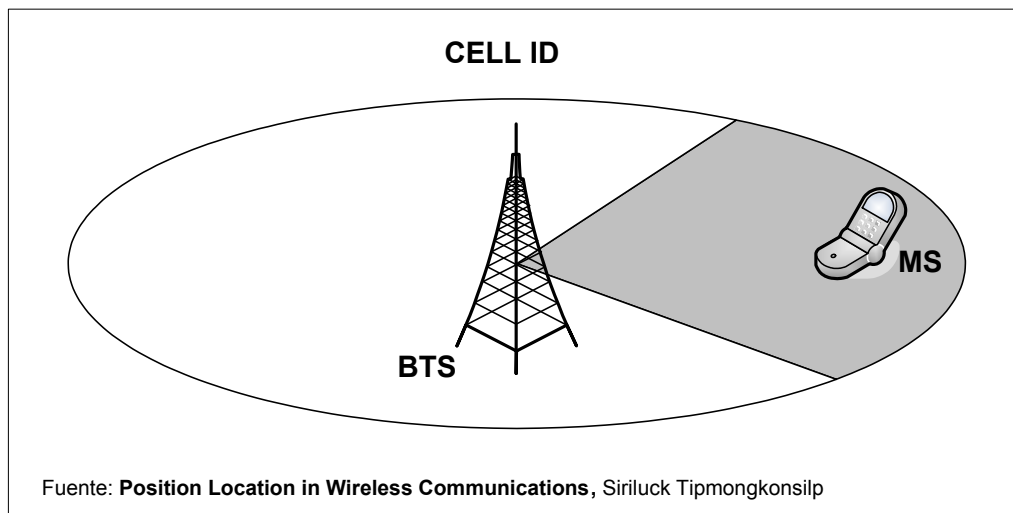 CELL ID
MS
BTS
Fuente: Position Location in Wireless Communications, Siriluck Tipmongkonsilp